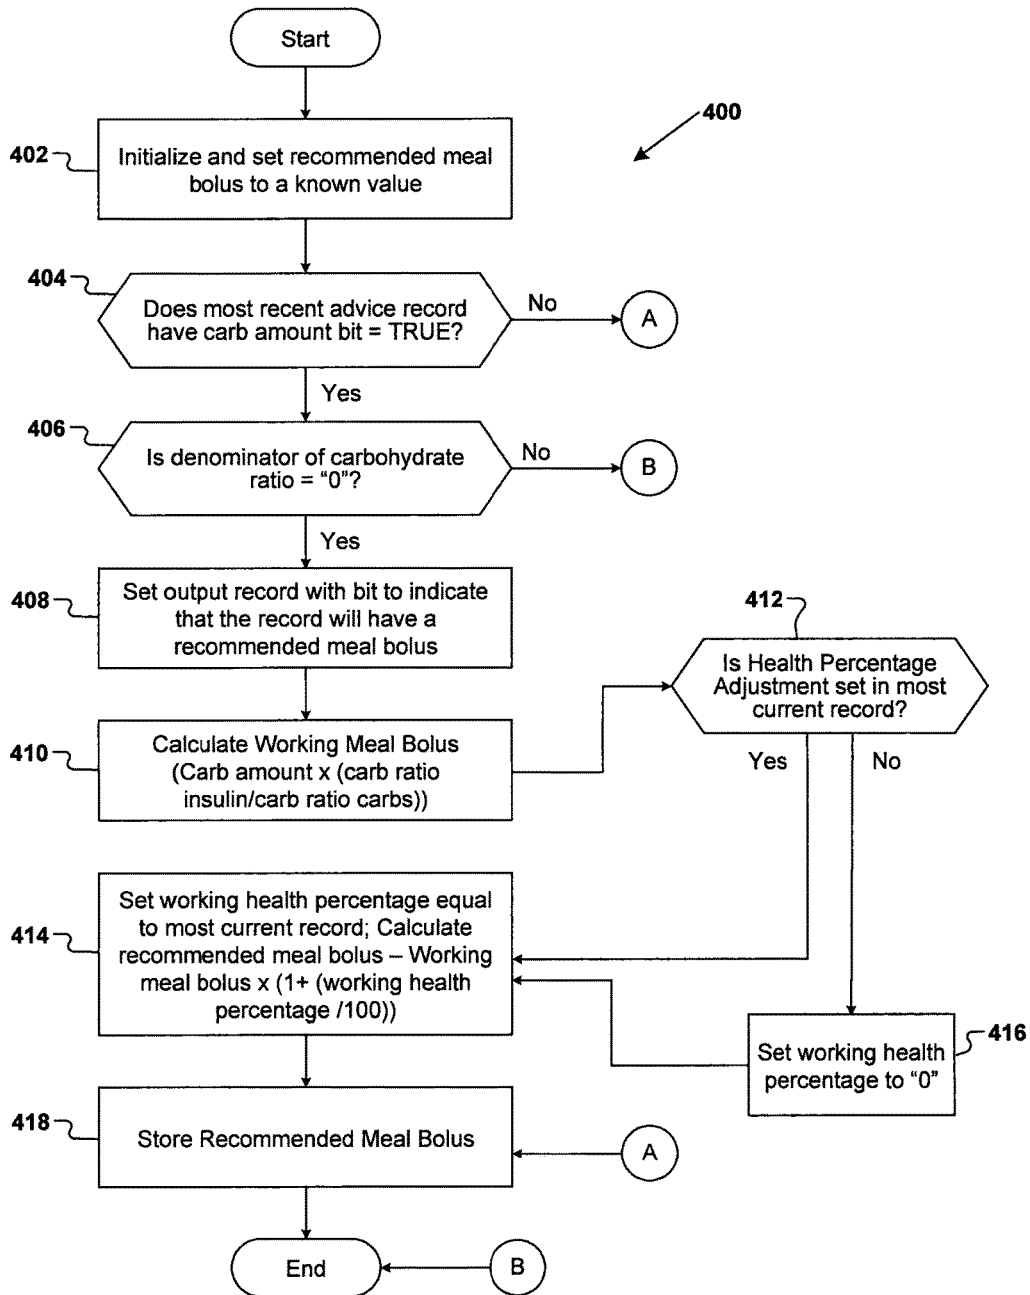 Start
400
402
Initialize and set recommended meal
bolus to a known value
404
Does most recent advice record
have carb amount bit = TRUE?
No
A
Yes
406
Is denominator of carbohydrate
ratio = “0”?
No
B
Yes
408
Set output record with bit to indicate
that the record will have a
recommended meal bolus
412
Is Health Percentage
Adjustment set in most
current record?
410
Calculate Working Meal Bolus
(Carb amount x (carb ratio
insulin/carb ratio carbs))
Yes
No
414
Set working health percentage equal
to most current record; Calculate
recommended meal bolus – Working
meal bolus x (1+ (working health
percentage /100))
416
Set working health
percentage to “0”
418
Store Recommended Meal Bolus
A
End
B